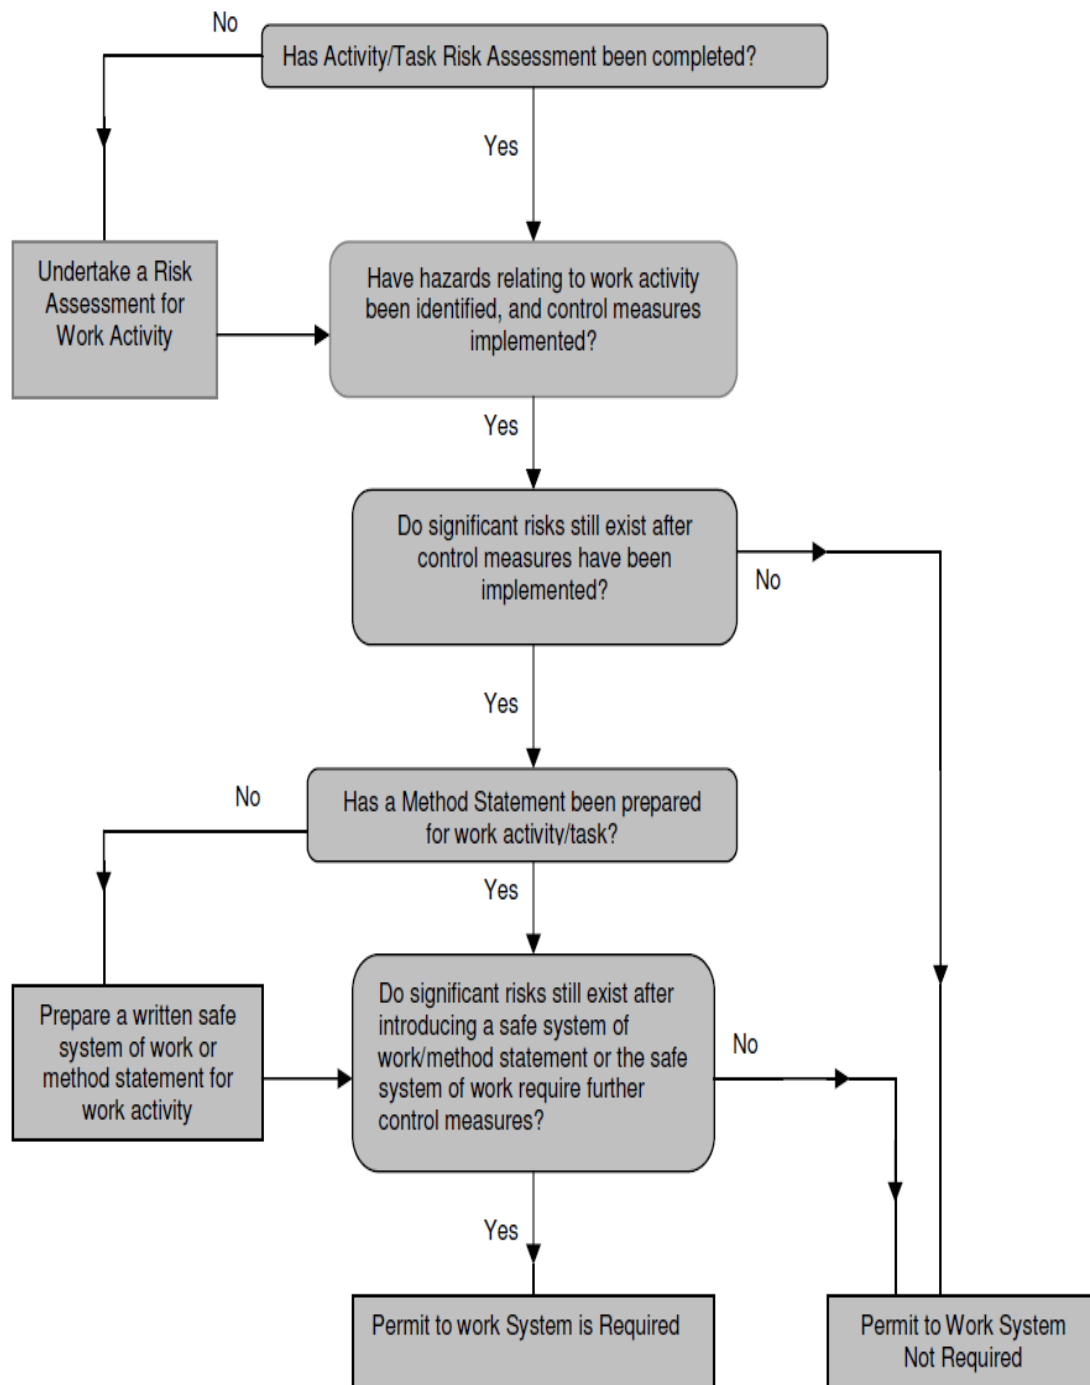 No
Has Activity/Task Risk Assessment been completed?
Yes
Undertake a Risk
Assessment for
Work Activity
Have hazards relating to work activity
been identified, and control measures
implemented?
Yes
Do significant risks still exist after
control measures have been
implemented?
No
Yes
No
Has a Method Statement been prepared
for work activity/task?
Yes
Prepare a written safe
system of work or
method statement for
work activity
Do significant risks still exist after
introducing a safe system of
work/method statement or the safe
system of work require further
control measures?
No
Yes
Permit to work System is Required
Permit to Work System
Not Required